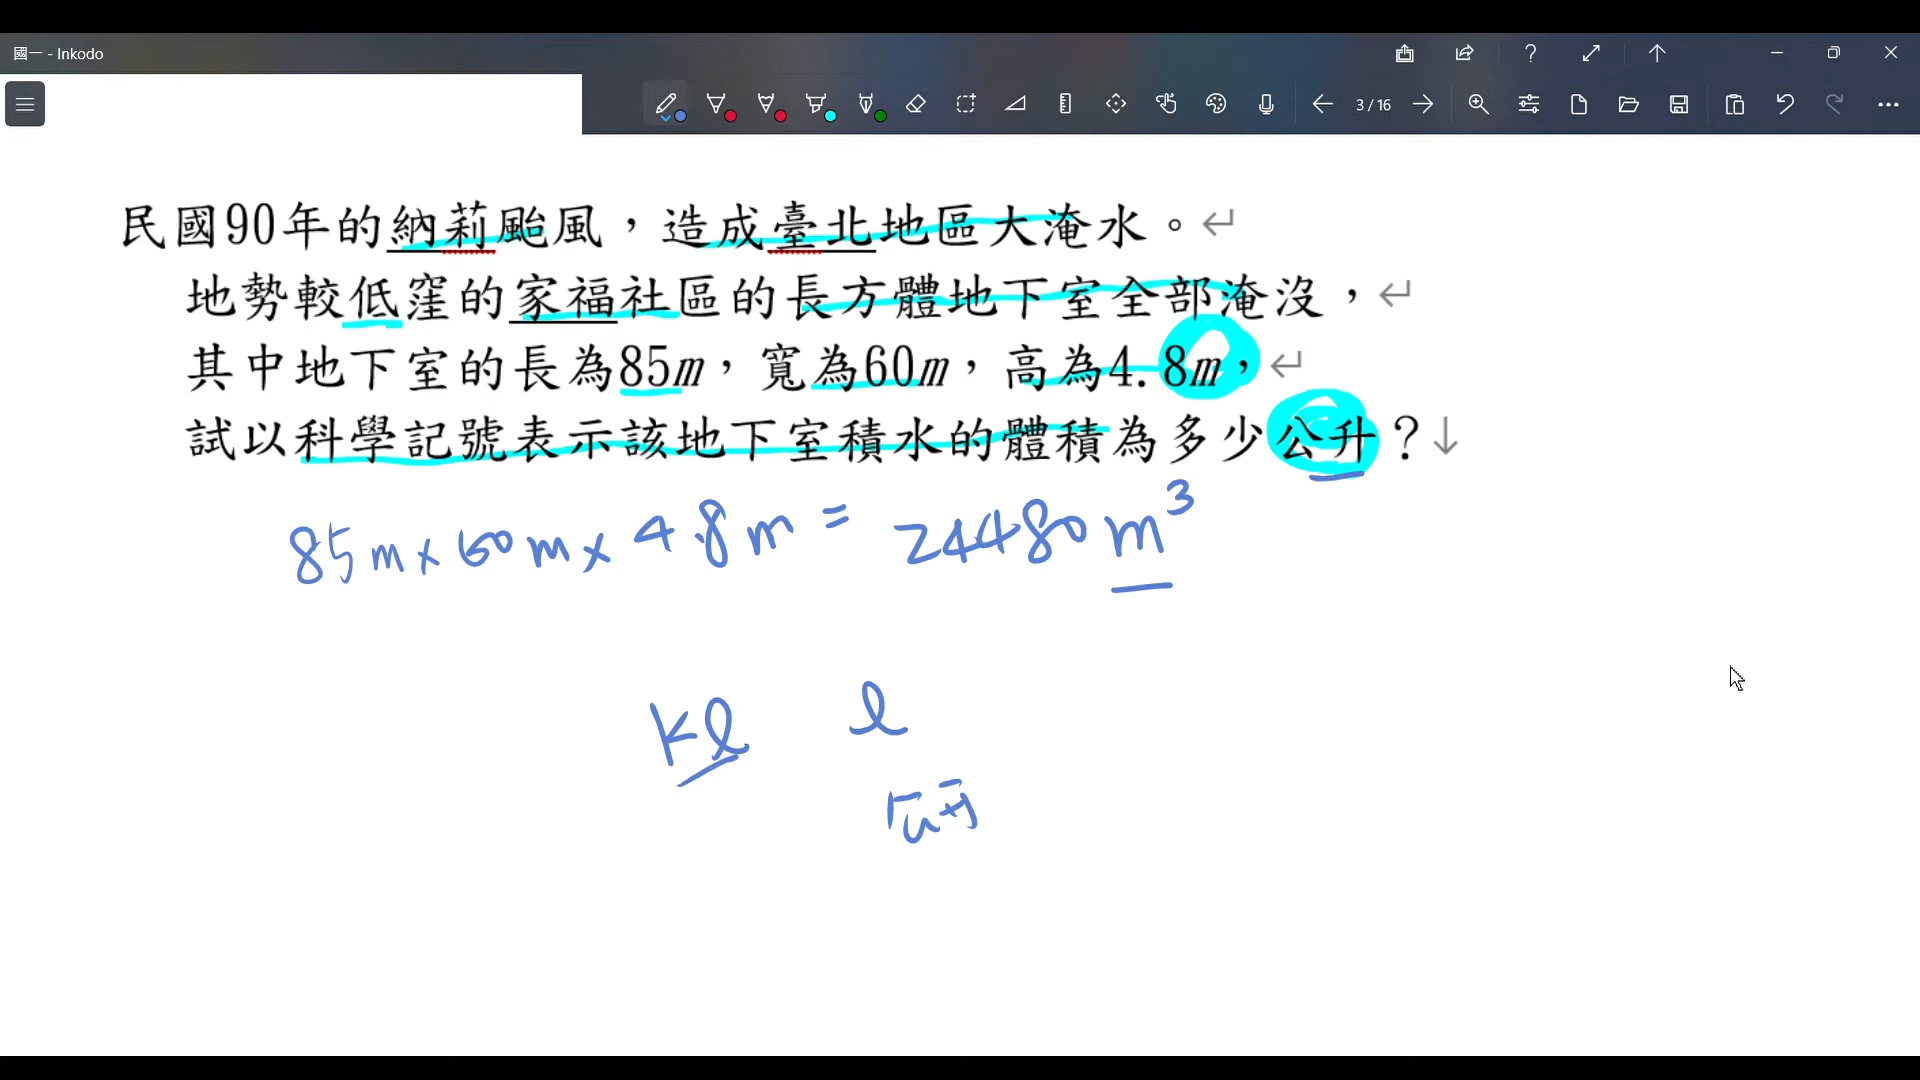 國一 - Inkodo
3 / 16
民國90年的納莉颱風，造成臺北地區大淹水。↵
地勢較低窪的家福社區的長方體地下室全部淹沒，↵
其中地下室的長為85m，寬為60m，高為4.8m，↵
試以科學記號表示該地下室積水的體積為多少公升？↓
85m×60m×4.8m = 24480 m³
kl l